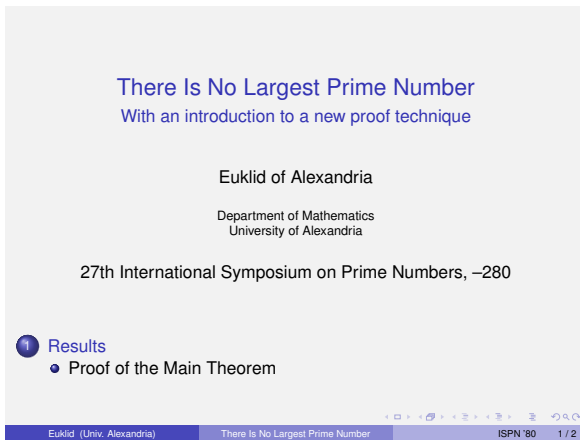 There Is No Largest Prime Number
With an introduction to a new proof technique
Euklid of Alexandria
Department of Mathematics
University of Alexandria
27th International Symposium on Prime Numbers, –280
1 Results
Proof of the Main Theorem
Euklid (Univ. Alexandria) There Is No Largest Prime Number ISPN ’80 1 / 2